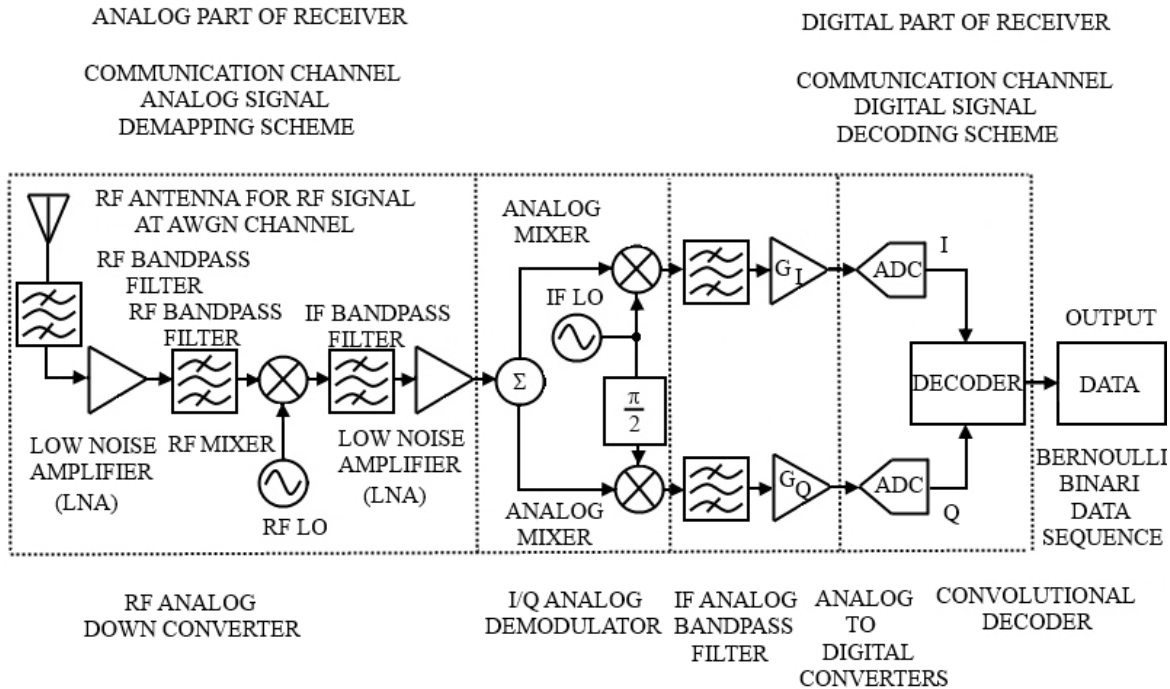 ANALOG PART OF RECEIVER
DIGITAL PART OF RECEIVER
COMMUNICATION CHANNEL
ANALOG SIGNAL
DEMAPPING SCHEME
COMMUNICATION CHANNEL
DIGITAL SIGNAL
DECODING SCHEME
RF ANTENNA FOR RF SIGNAL
AT AWGN CHANNEL
RF BANDPASS
FILTER
RF BANDPASS
FILTER
IF BANDPASS
FILTER
LOW NOISE
AMPLIFIER
(LNA)
RF MIXER
RF LO
LOW NOISE
AMPLIFIER
(LNA)
Σ
ANALOG
MIXER
IF LO
π
2
ANALOG
MIXER
G I
G Q
ADC
I
ADC
Q
DECODER
OUTPUT
DATA
BERNOULLI
BINARI
DATA
SEQUENCE
RF ANALOG
DOWN CONVERTER
I/Q ANALOG
DEMODULATOR
IF ANALOG
BANDPASS
FILTER
ANALOG
TO
DIGITAL
CONVERTERS
CONVOLUTIONAL
DECODER